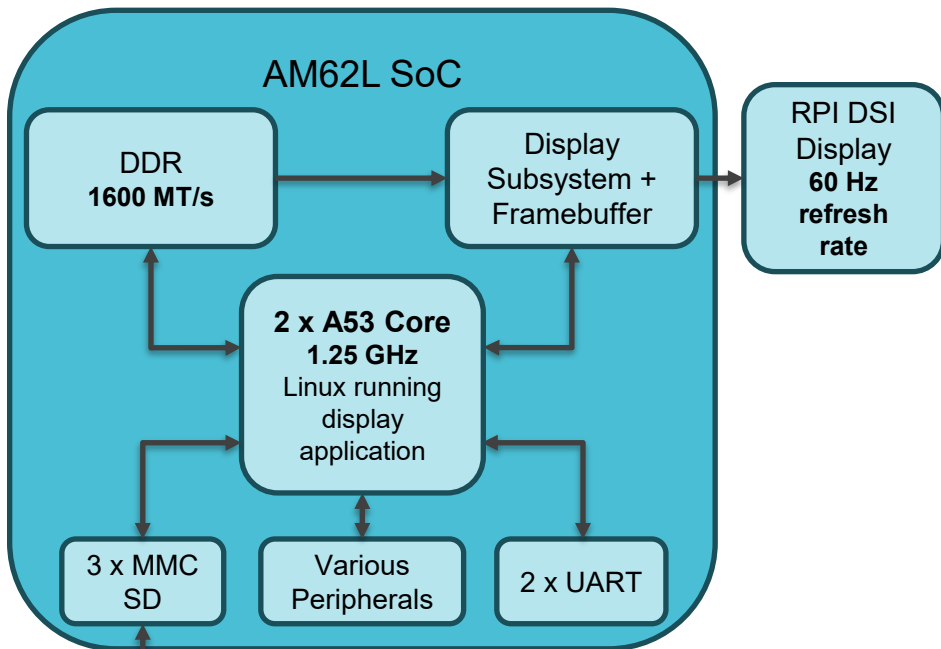 AM62L SoC
DDR
1600 MT/s
Display
Subsystem +
Framebuffer
RPI DSI
Display
60 Hz
refresh
rate
2 x A53 Core
1.25 GHz
Linux running
display
application
3 x MMC
SD
Various
Peripherals
2 x UART